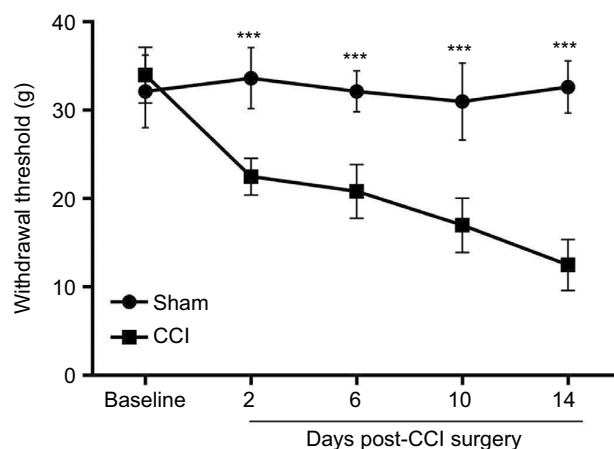 *** *** *** ***
40
30
20
10
0
Withdrawal threshold (g)
Sham
CCI
Baseline 2 6 10 14
Days post-CCI surgery